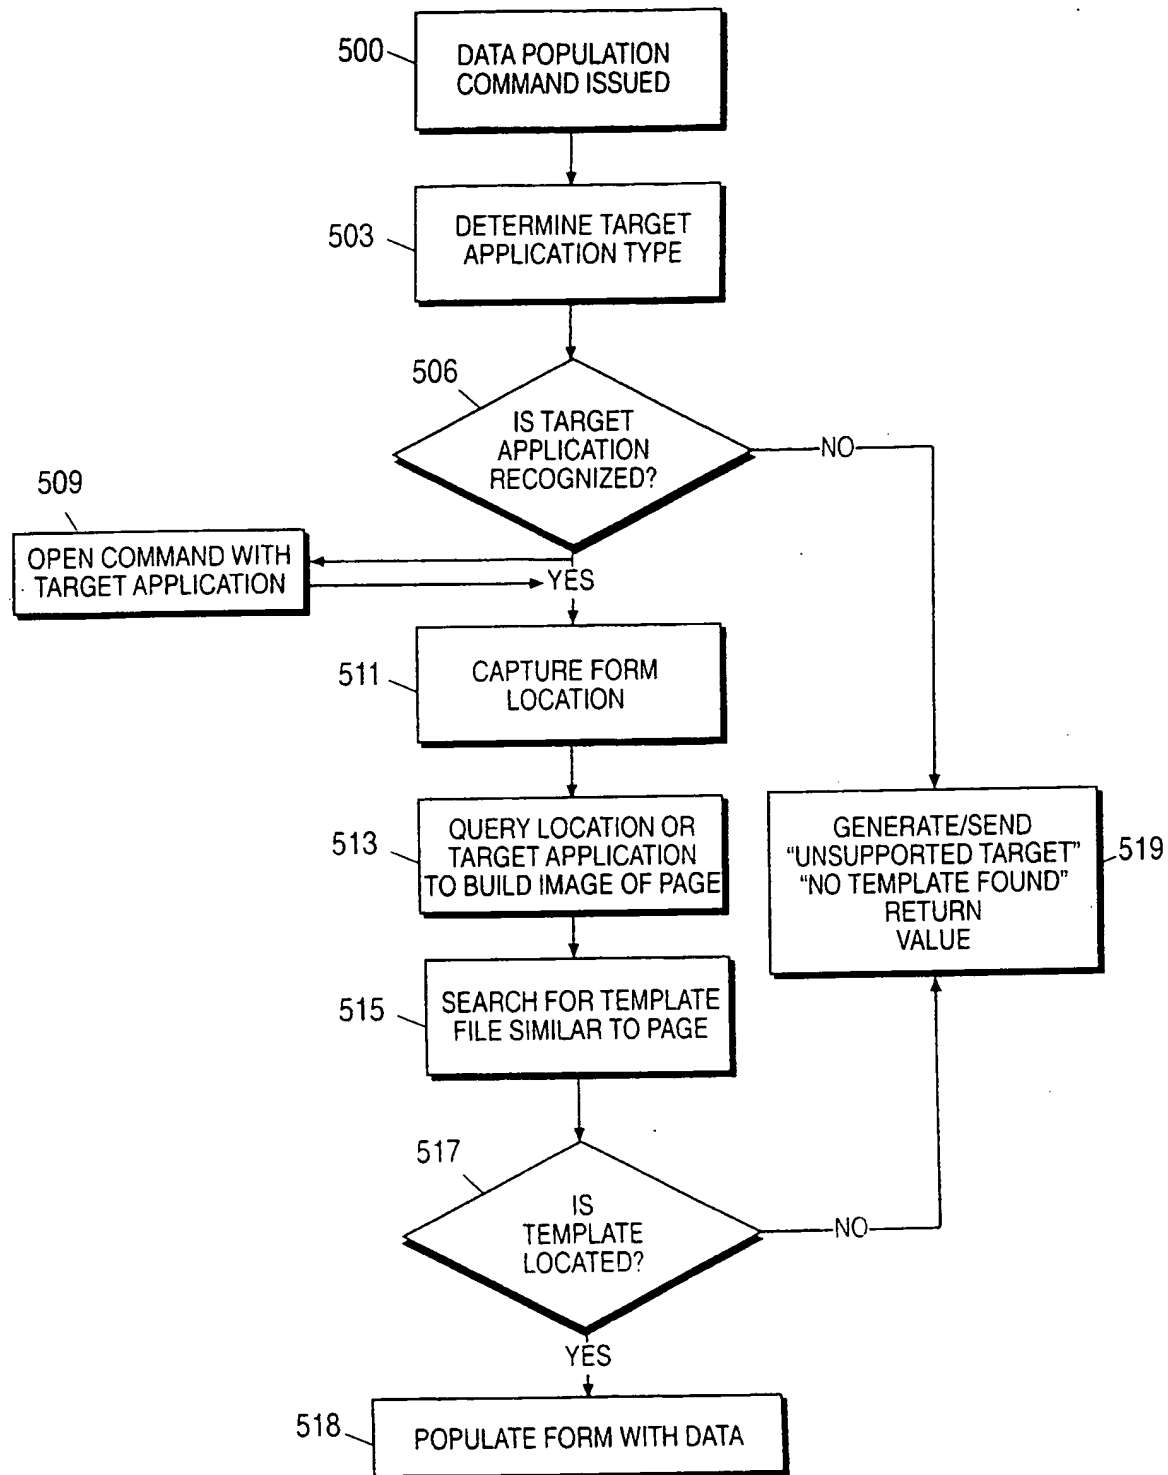 500
DATA POPULATION
COMMAND ISSUED
503
DETERMINE TARGET
APPLICATION TYPE
506
IS TARGET
APPLICATION
RECOGNIZED?
NO
509
OPEN COMMAND WITH
TARGET APPLICATION
YES
511
CAPTURE FORM
LOCATION
513
QUERY LOCATION OR
TARGET APPLICATION
TO BUILD IMAGE OF PAGE
GENERATE/SEND
“UNSUPPORTED TARGET”
“NO TEMPLATE FOUND”
RETURN
VALUE
519
515
SEARCH FOR TEMPLATE
FILE SIMILAR TO PAGE
517
IS
TEMPLATE
LOCATED?
NO
YES
518
POPULATE FORM WITH DATA